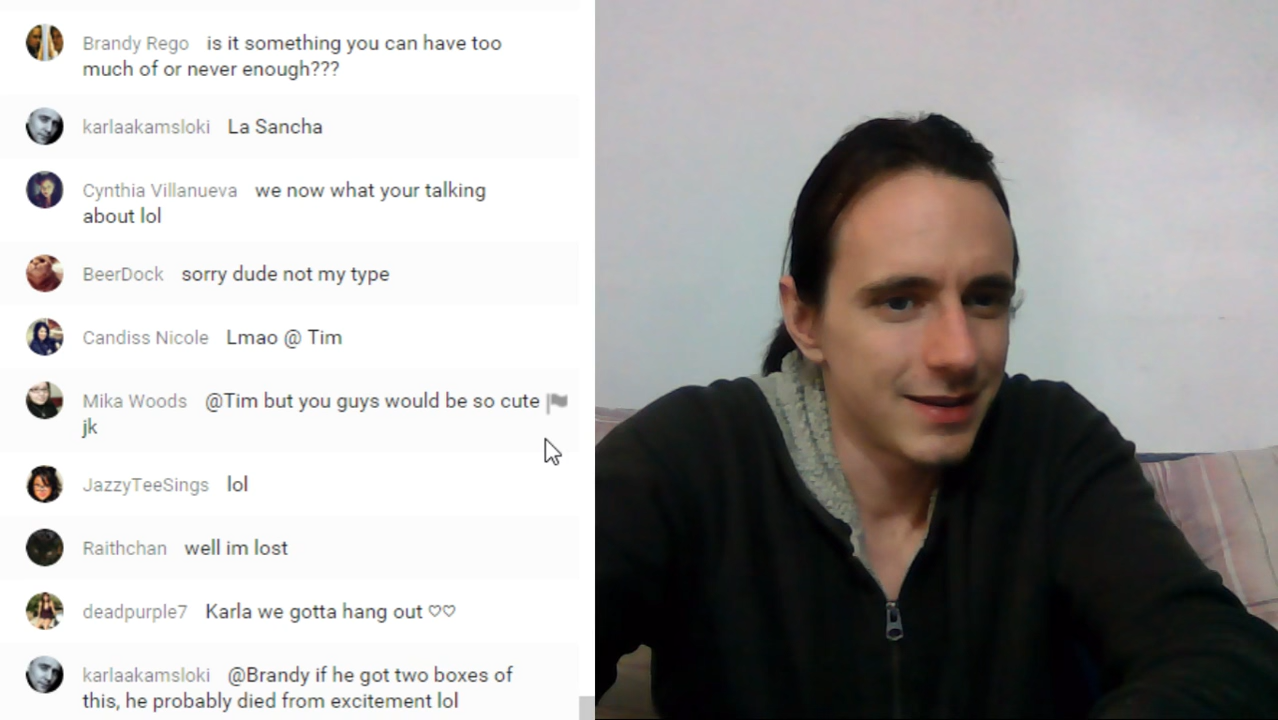 Brandy Rego is it something you can have too
much of or never enough???
karlaakamsloki La Sancha
Cynthia Villanueva we now what your talking
about lol
BeerDock sorry dude not my type
Candiss Nicole Lmao @ Tim
Mika Woods @Tim but you guys would be so cute
jk
JazzyTeeSings lol
Raithchan well im lost
deadpurple7 Karla we gotta hang out ♡♡
karlaakamsloki @Brandy if he got two boxes of
this, he probably died from excitement lol